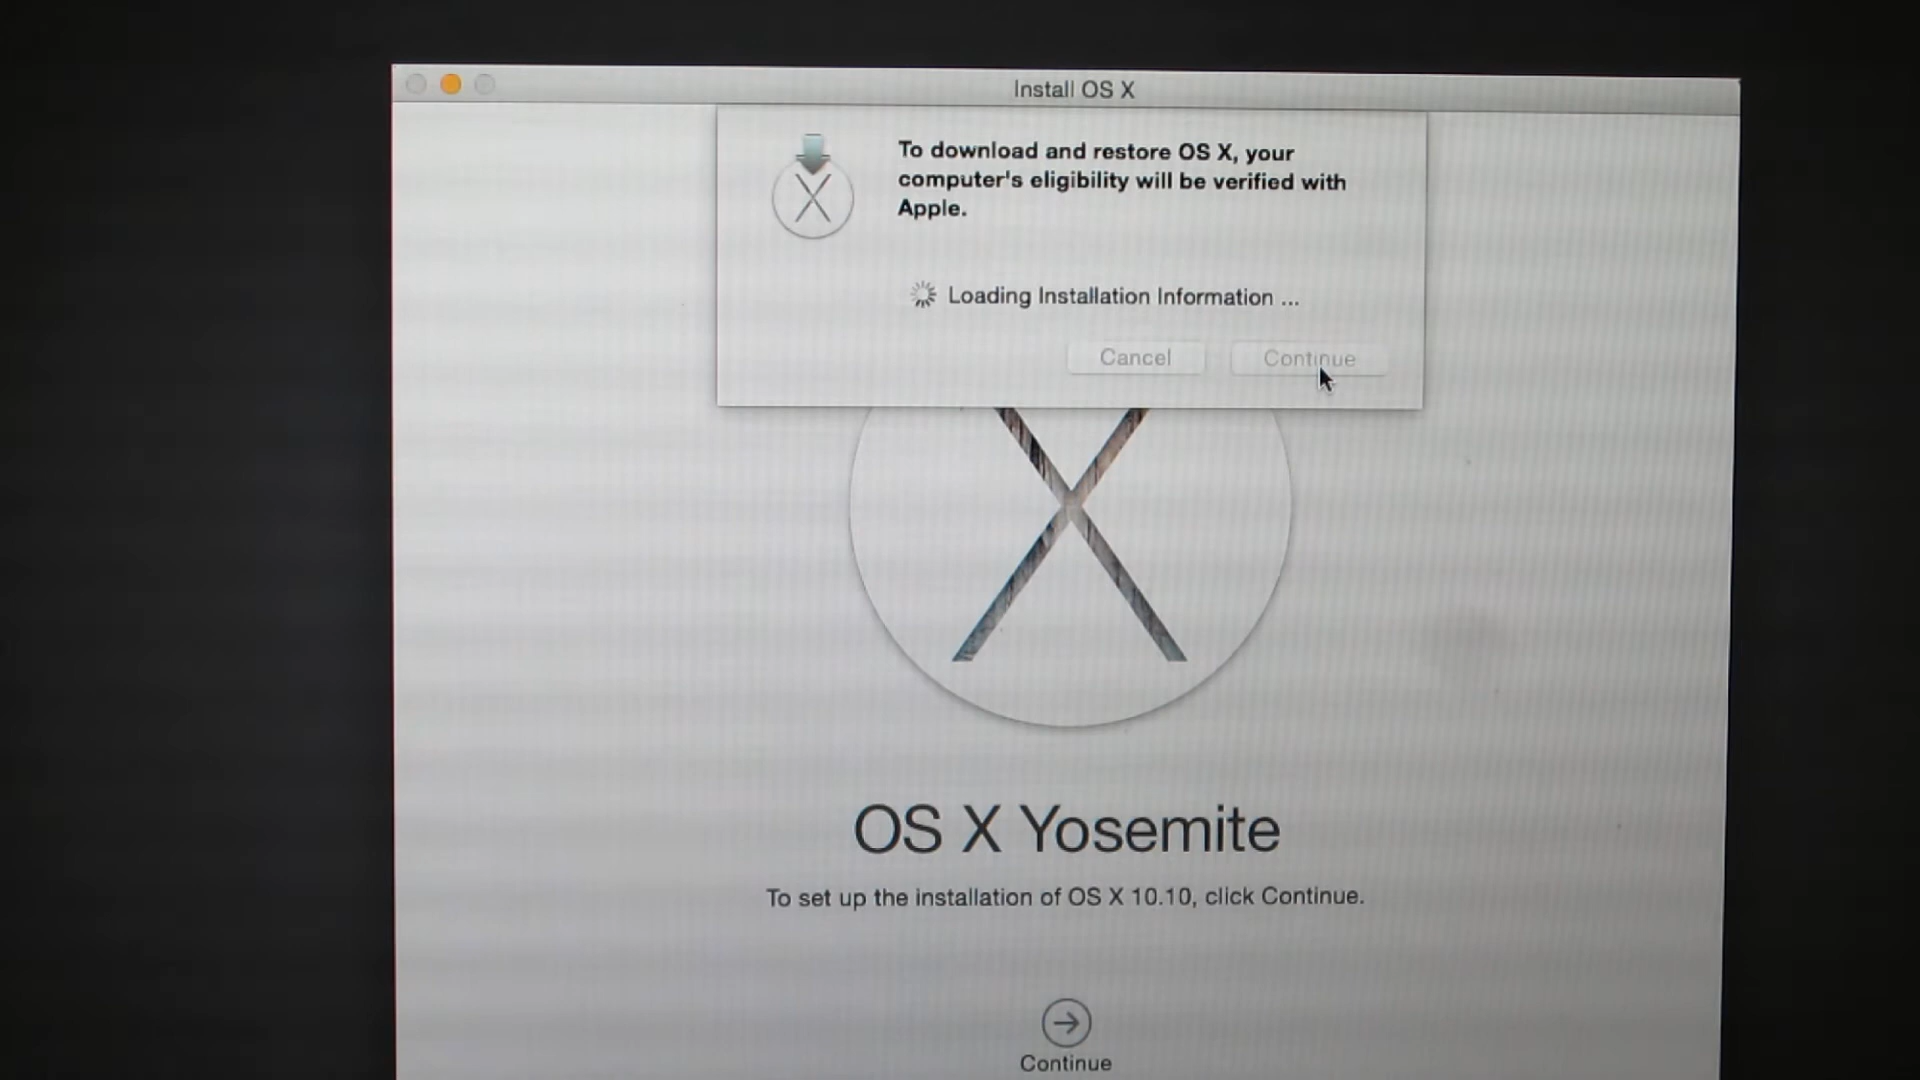 Install OS X
To download and restore OS X, your
computer's eligibility will be verified with
Apple.
Loading Installation Information ...
Cancel
Continue
OS X Yosemite
To set up the installation of OS X 10.10, click Continue.
Continue